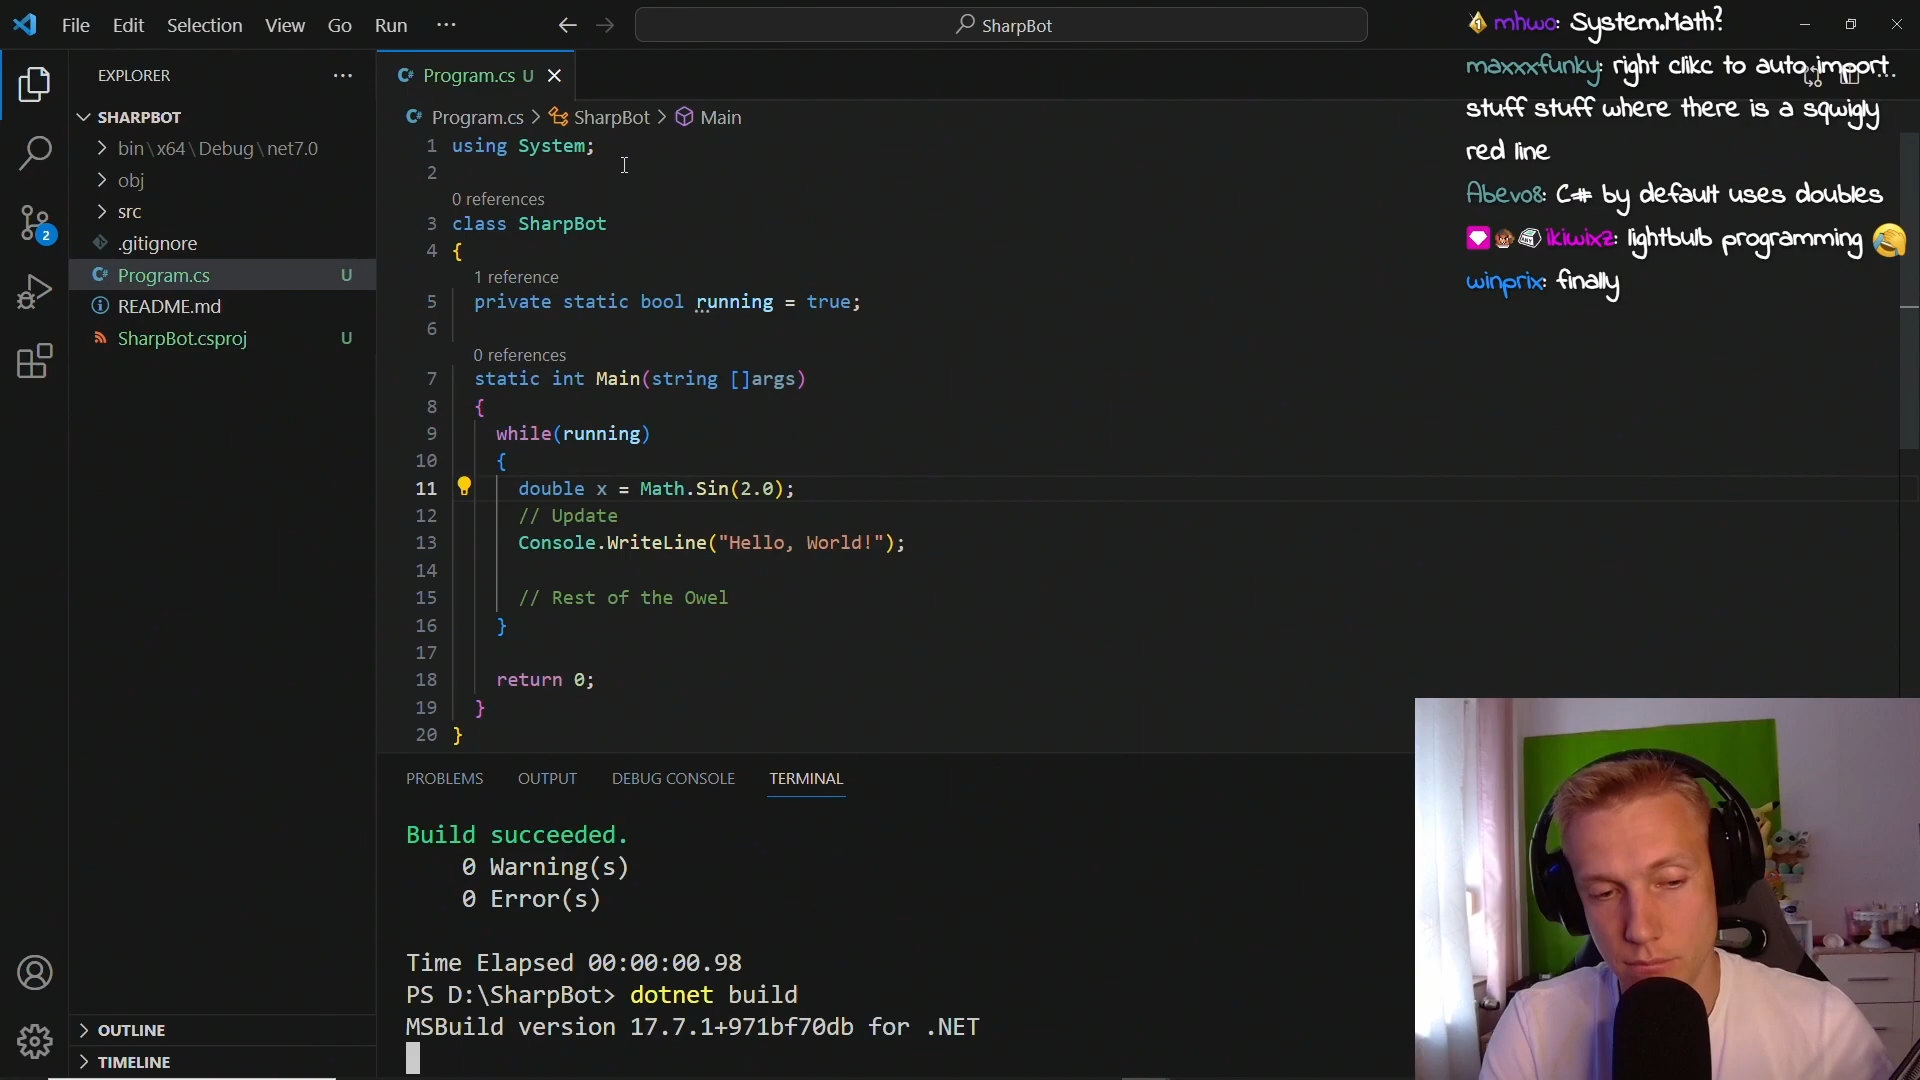 File Edit Selection View Go Run ...
SharpBot
mhwo: System.Math?
maxxxfunky: right clikc to auto import
stuff stuff where there is a squigly
red line
Abevo8: C# by default uses doubles
ikiwixz: lightbulb programming
winprix: finally
EXPLORER
SHARPBOT
bin\x64\Debug\net7.0
obj
src
.gitignore
C# Program.cs U
README.md
SharpBot.csproj U
OUTLINE
TIMELINE
2
C# Program.cs U
C# Program.cs > SharpBot > Main
1 using System;
2
0 references
3 class SharpBot
4 {
1 reference
5 private static bool running = true;
6
0 references
7 static int Main(string []args)
8 {
9 while(running)
10 {
11 double x = Math.Sin(2.0);
12 // Update
13 Console.WriteLine("Hello, World!");
14
15 // Rest of the Owel
16 }
17
18 return 0;
19 }
20 }
PROBLEMS OUTPUT DEBUG CONSOLE TERMINAL
Build succeeded.
0 Warning(s)
0 Error(s)
Time Elapsed 00:00:00.98
PS D:\SharpBot> dotnet build
MSBuild version 17.7.1+971bf70db for .NET